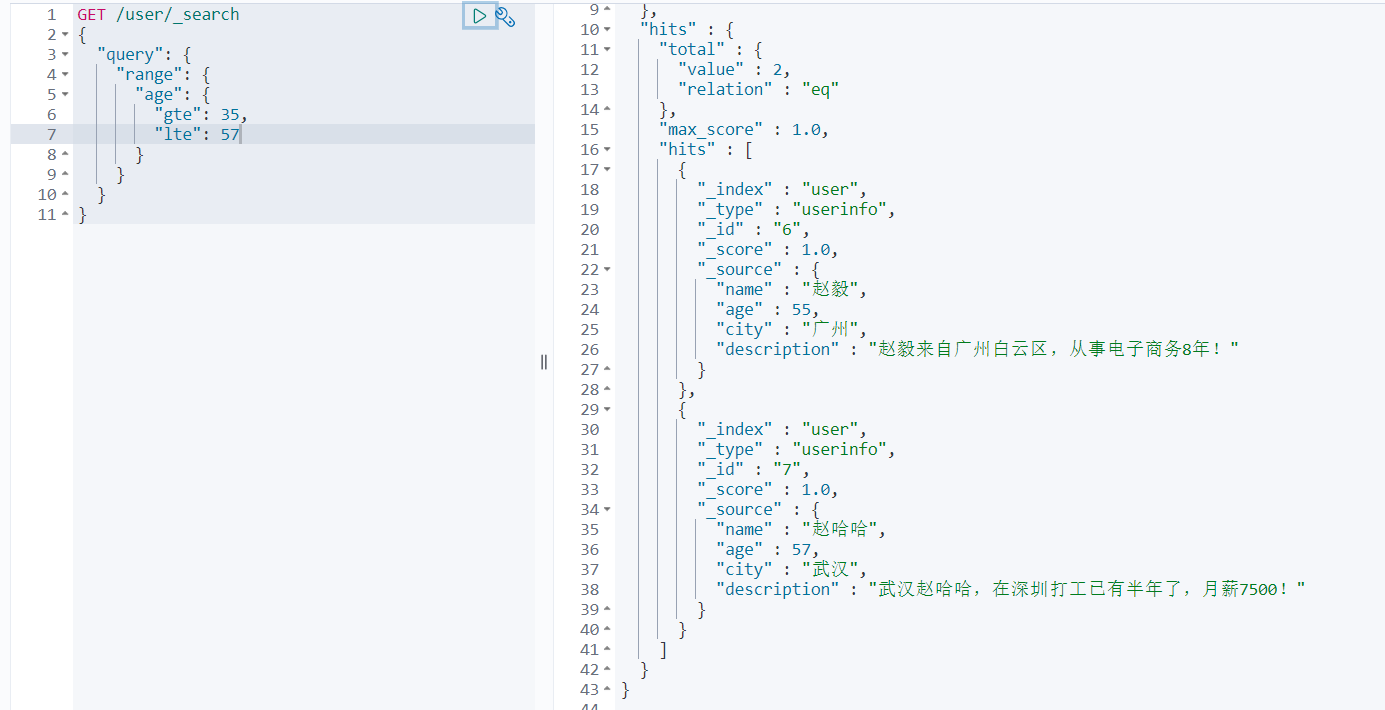 1 GET /user/_search
2 {
3 "query": {
4 "range": {
5 "age": {
6 "gte": 35,
7 "lte": 57
8 }
9 }
10 }
11 }
9 },
10 "hits" : {
11 "total" : {
12 "value" : 2,
13 "relation" : "eq"
14 },
15 "max_score" : 1.0,
16 "hits" : [
17 {
18 "_index" : "user",
19 "_type" : "userinfo",
20 "_id" : "6",
21 "_score" : 1.0,
22 "_source" : {
23 "name" : "赵毅",
24 "age" : 55,
25 "city" : "广州",
26 "description" : "赵毅来自广州白云区，从事电子商务8年！"
27 }
28 },
29 {
30 "_index" : "user",
31 "_type" : "userinfo",
32 "_id" : "7",
33 "_score" : 1.0,
34 "_source" : {
35 "name" : "赵哈哈",
36 "age" : 57,
37 "city" : "武汉",
38 "description" : "武汉赵哈哈，在深圳打工已有半年了，月薪7500！"
39 }
40 }
41 ]
42 }
43 }
44